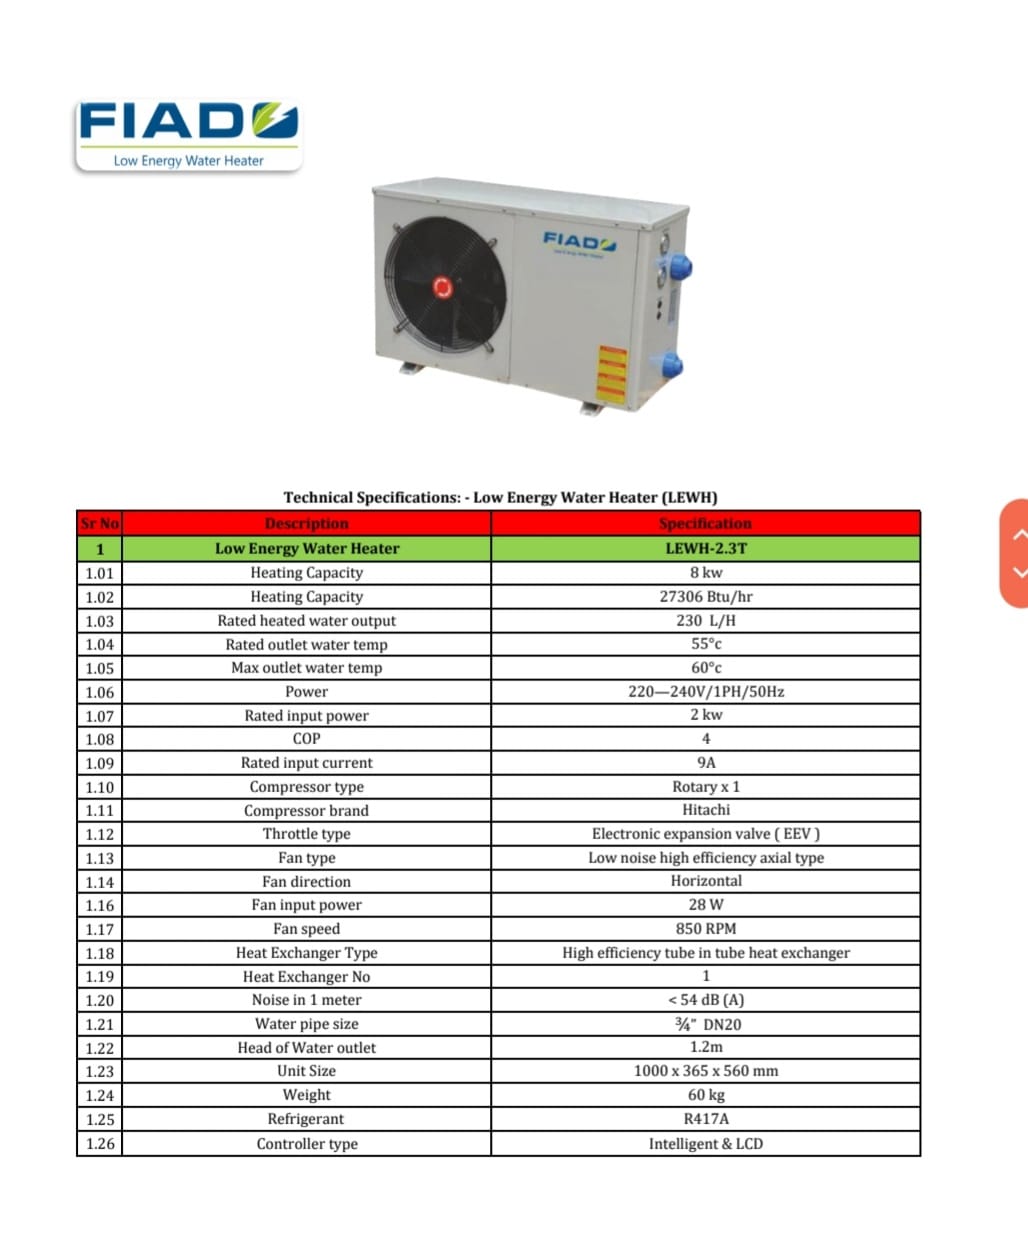 FIADO
Low Energy Water Heater
FIADO
Technical Specifications: - Low Energy Water Heater (LEWH)
Sr No Description Specification
1 Low Energy Water Heater LEWH-2.3T
1.01 Heating Capacity 8 kw
1.02 Heating Capacity 27306 Btu/hr
1.03 Rated heated water output 230 L/H
1.04 Rated outlet water temp 55°c
1.05 Max outlet water temp 60°c
1.06 Power 220—240V/1PH/50Hz
1.07 Rated input power 2 kw
1.08 COP 4
1.09 Rated input current 9A
1.10 Compressor type Rotary x 1
1.11 Compressor brand Hitachi
1.12 Throttle type Electronic expansion valve ( EEV )
1.13 Fan type Low noise high efficiency axial type
1.14 Fan direction Horizontal
1.16 Fan input power 28 W
1.17 Fan speed 850 RPM
1.18 Heat Exchanger Type High efficiency tube in tube heat exchanger
1.19 Heat Exchanger No 1
1.20 Noise in 1 meter < 54 dB (A)
1.21 Water pipe size ¾" DN20
1.22 Head of Water outlet 1.2m
1.23 Unit Size 1000 x 365 x 560 mm
1.24 Weight 60 kg
1.25 Refrigerant R417A
1.26 Controller type Intelligent & LCD